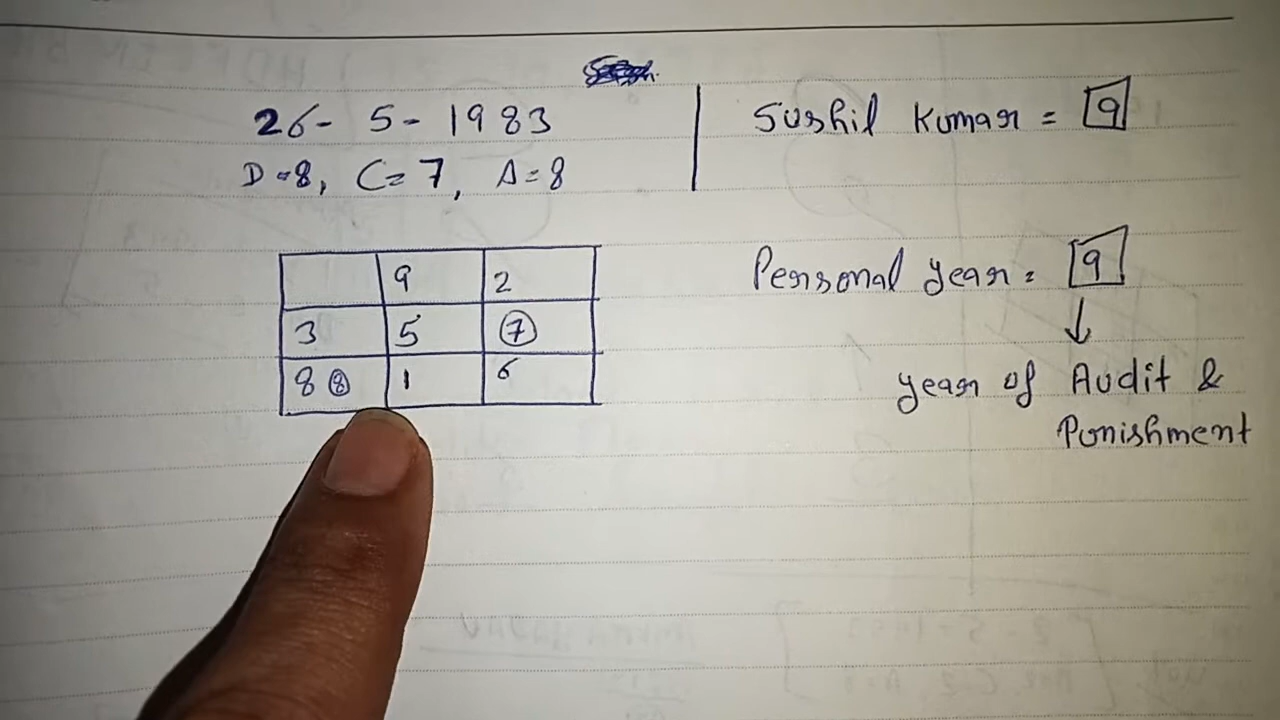 26- 5- 1983
D=8, C=7, A=8
Sushil Kumar = 9
9 2
3 5 7
8 8 1 6
Personal year = 9
↓
year of Audit &
Punishment